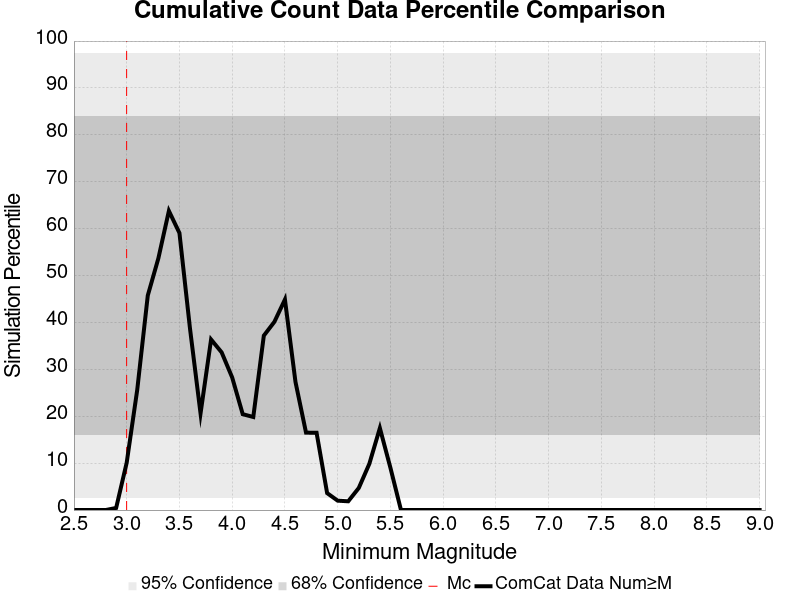 Cumulative Count Data Percentile Comparison
100
90
80
70
60
50
40
30
20
10
0
Simulation Percentile
2.5 3.0 3.5 4.0 4.5 5.0 5.5 6.0 6.5 7.0 7.5 8.0 8.5 9.0
Minimum Magnitude
95% Confidence 68% Confidence Mc ComCat Data Num≥M